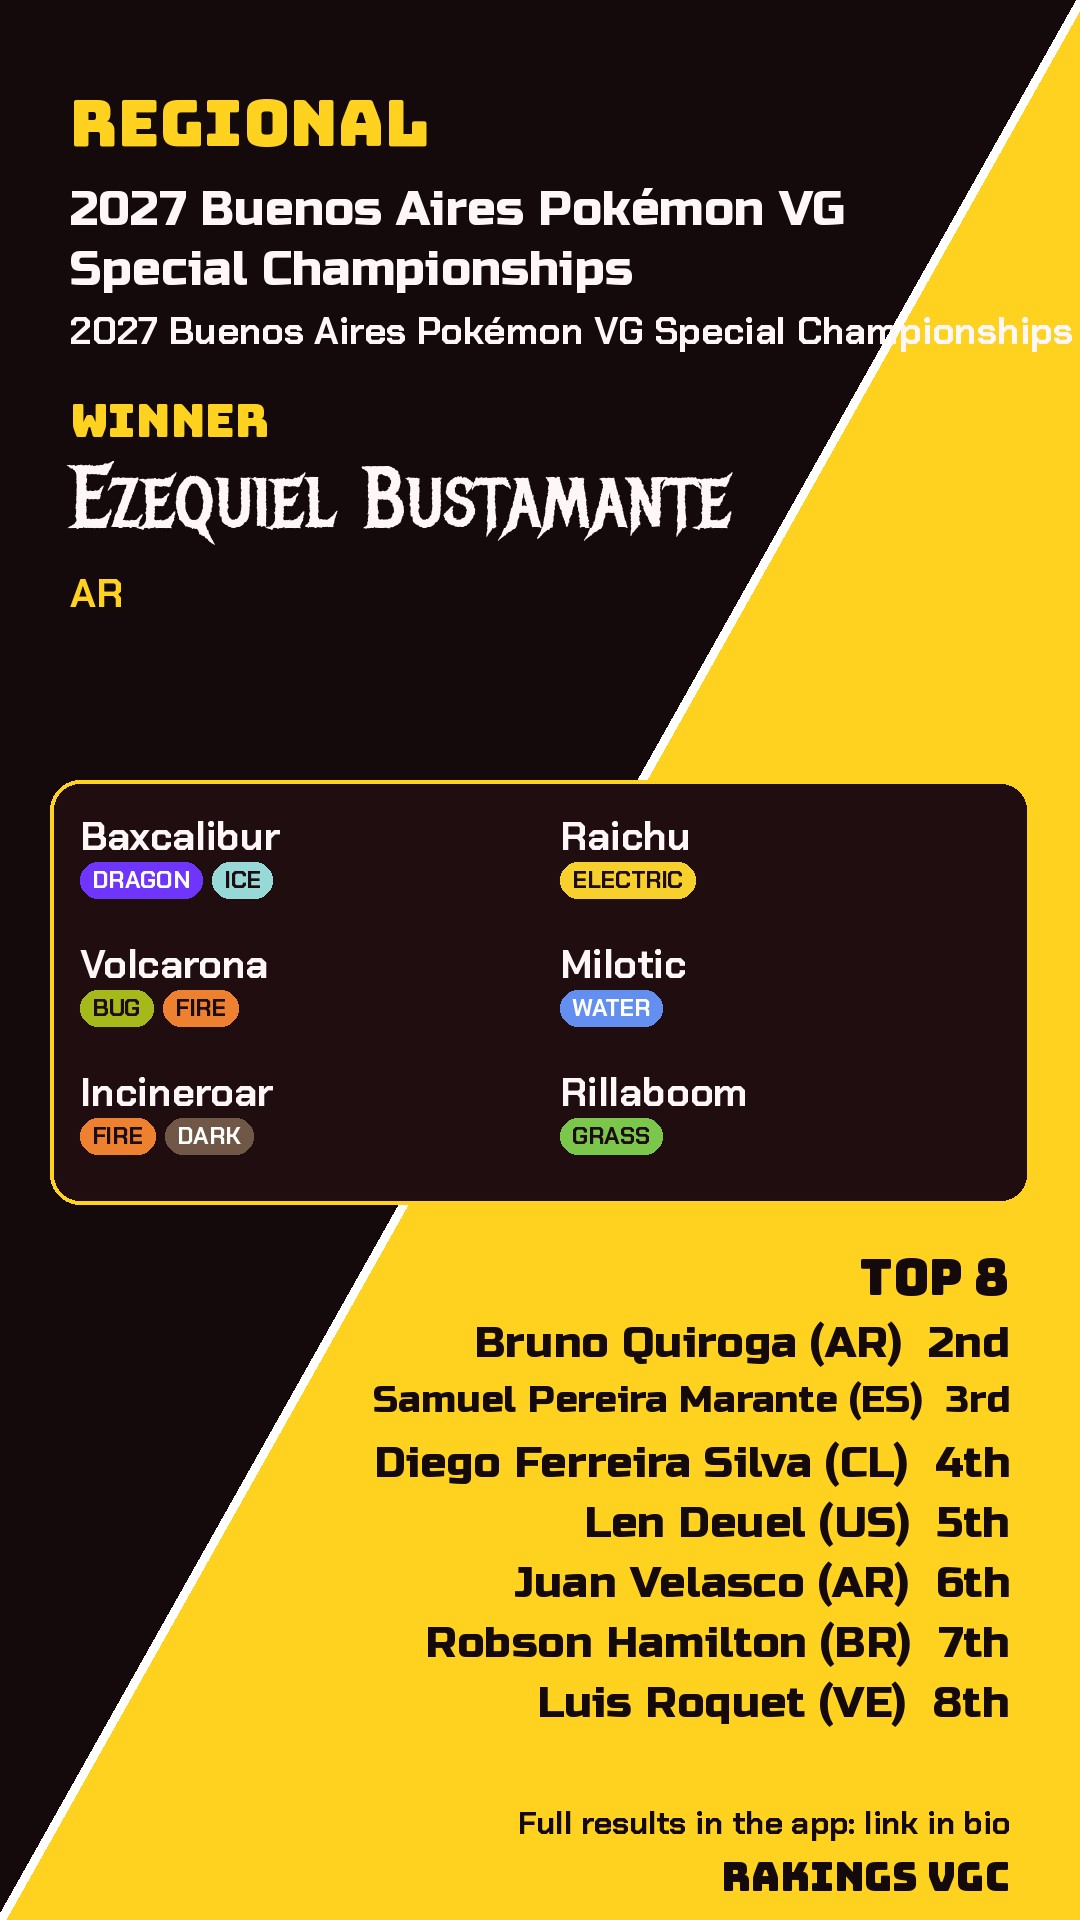 REGIONAL
2027 Buenos Aires Pokémon VG
Special Championships
2027 Buenos Aires Pokémon VG Special Championships
WINNER
Ezequiel Bustamante
AR
Baxcalibur
DRAGON ICE
Raichu
ELECTRIC
Volcarona
BUG FIRE
Milotic
WATER
Incineroar
FIRE DARK
Rillaboom
GRASS
TOP 8
Bruno Quiroga (AR) 2nd
Samuel Pereira Marante (ES) 3rd
Diego Ferreira Silva (CL) 4th
Len Deuel (US) 5th
Juan Velasco (AR) 6th
Robson Hamilton (BR) 7th
Luis Roquet (VE) 8th
Full results in the app: link in bio
RAKINGS VGC